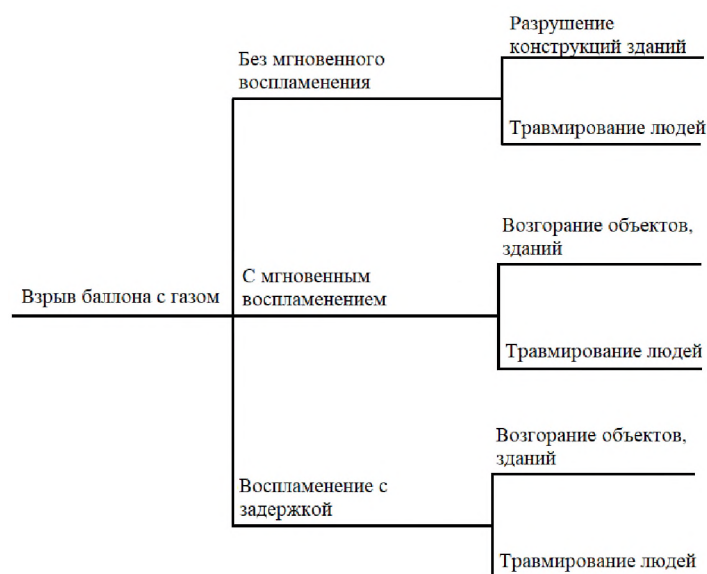 Разрушение
конструкций зданий
Без мгновенного
воспламенения
Травмирование людей
Возгорание объектов,
зданий
С мгновенным
воспламенением
Взрыв баллона с газом
Травмирование людей
Возгорание объектов,
зданий
Воспламенение с
задержкой
Травмирование людей